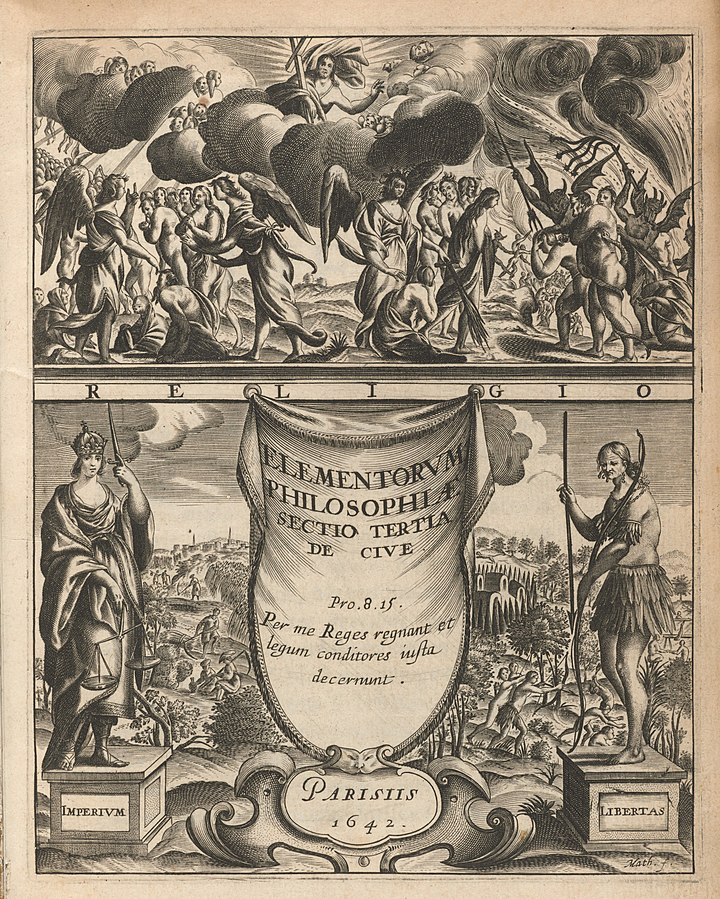 RELIGIO
ELEMENTORVM
PHILOSOPHIÆ
SECTIO TERTIA
DE CIVE
Pro. 8. 15.
Per me Reges regnant et
legum conditores iusta
decernunt.
IMPERIVM
LIBERTAS
PARISIIS
1642.
Math. f.